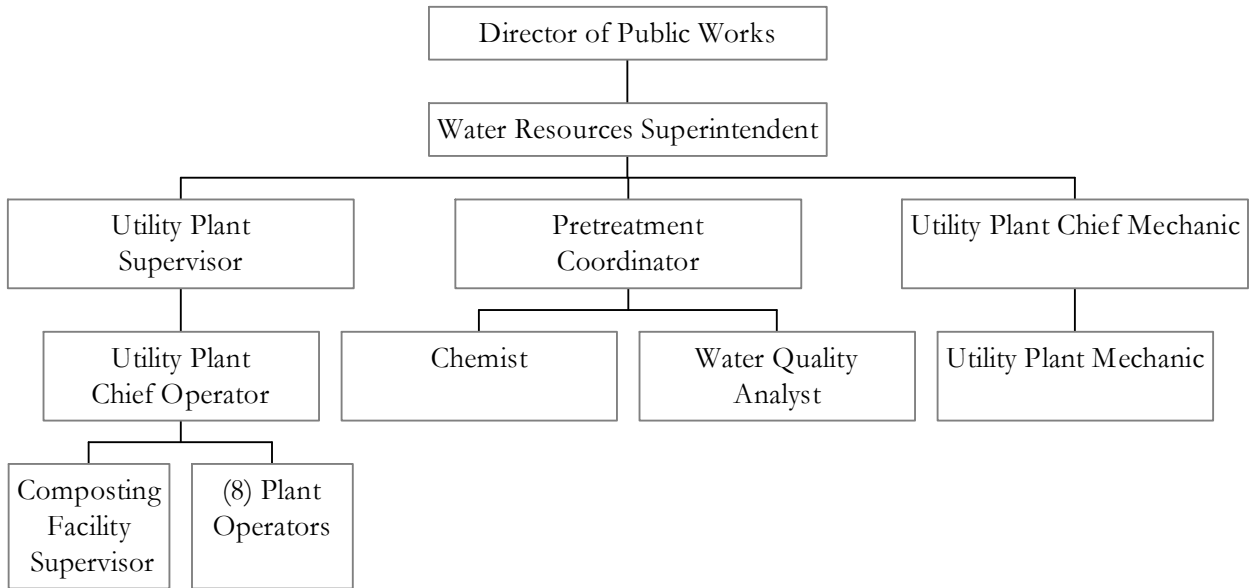 Director of Public Works
Water Resources Superintendent
Utility Plant
Supervisor
Pretreatment
Coordinator
Utility Plant Chief Mechanic
Utility Plant
Chief Operator
Chemist
Water Quality
Analyst
Utility Plant Mechanic
Composting
Facility
Supervisor
(8) Plant
Operators